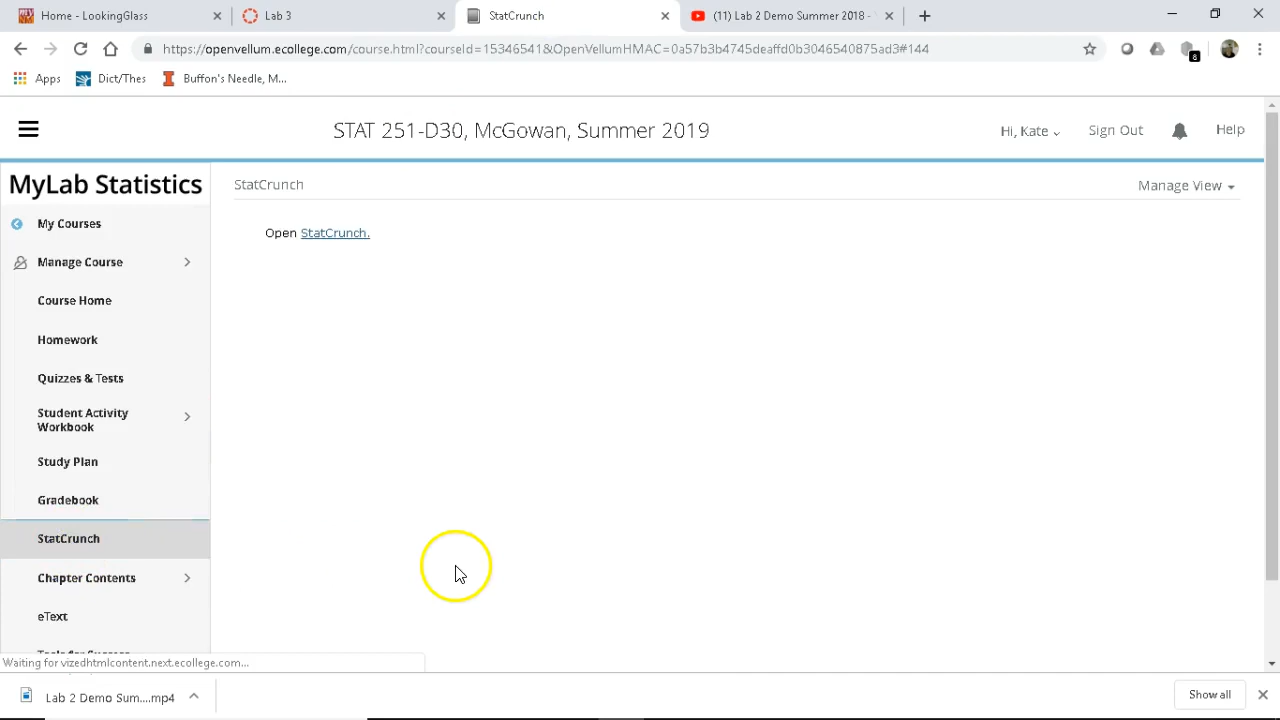 Home - LookingGlass
Lab 3
StatCrunch
(11) Lab 2 Demo Summer 2018 -
https://openvellum.ecollege.com/course.html?courseId=15346541&OpenVellumHMAC=0a57b3b4745deaffd0b3046540875ad3#144
8
Apps
Dict/Thes
Buffon's Needle, M...
STAT 251-D30, McGowan, Summer 2019
Hi, Kate
Sign Out
Help
MyLab Statistics
StatCrunch
Manage View
My Courses
Open StatCrunch.
Manage Course
Course Home
Homework
Quizzes & Tests
Student Activity
Workbook
Study Plan
Gradebook
StatCrunch
Chapter Contents
eText
Tools for Success
Waiting for vizedhtmlcontent.next.ecollege.com...
Lab 2 Demo Sum....mp4
Show all